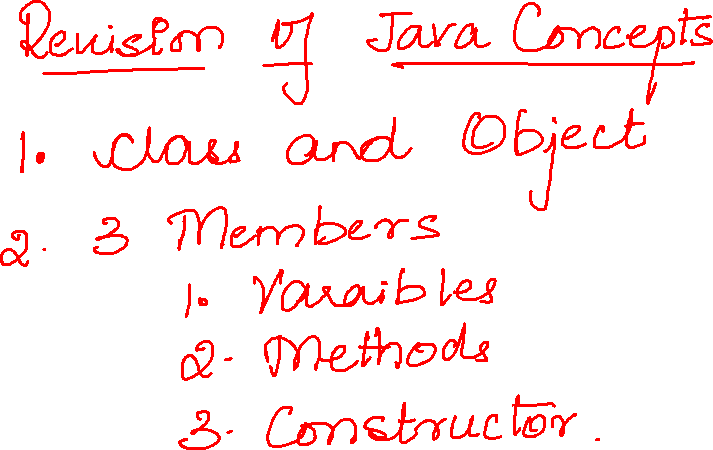 Revision of Java Concepts
1. class and Object
2. 3 Members
1. Varaibles
2. Methods
3. Constructor.